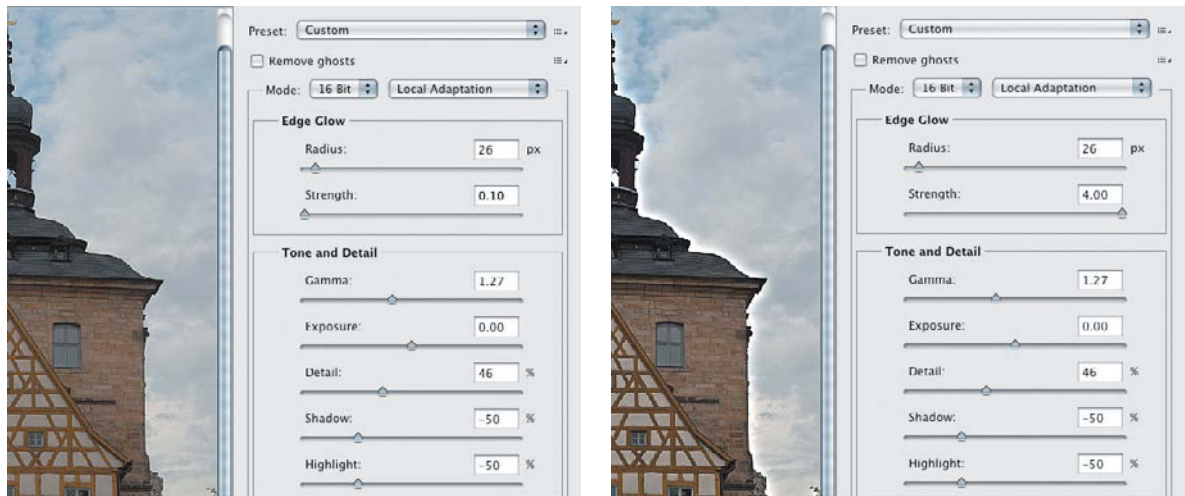 Preset: Custom
Remove ghosts
Mode: 16 Bit Local Adaptation
Edge Glow
Radius: 26 px
Strength: 0.10
Tone and Detail
Gamma: 1.27
Exposure: 0.00
Detail: 46 %
Shadow: -50 %
Highlight: -50 %
Preset: Custom
Remove ghosts
Mode: 16 Bit Local Adaptation
Edge Glow
Radius: 26 px
Strength: 4.00
Tone and Detail
Gamma: 1.27
Exposure: 0.00
Detail: 46 %
Shadow: -50 %
Highlight: -50 %